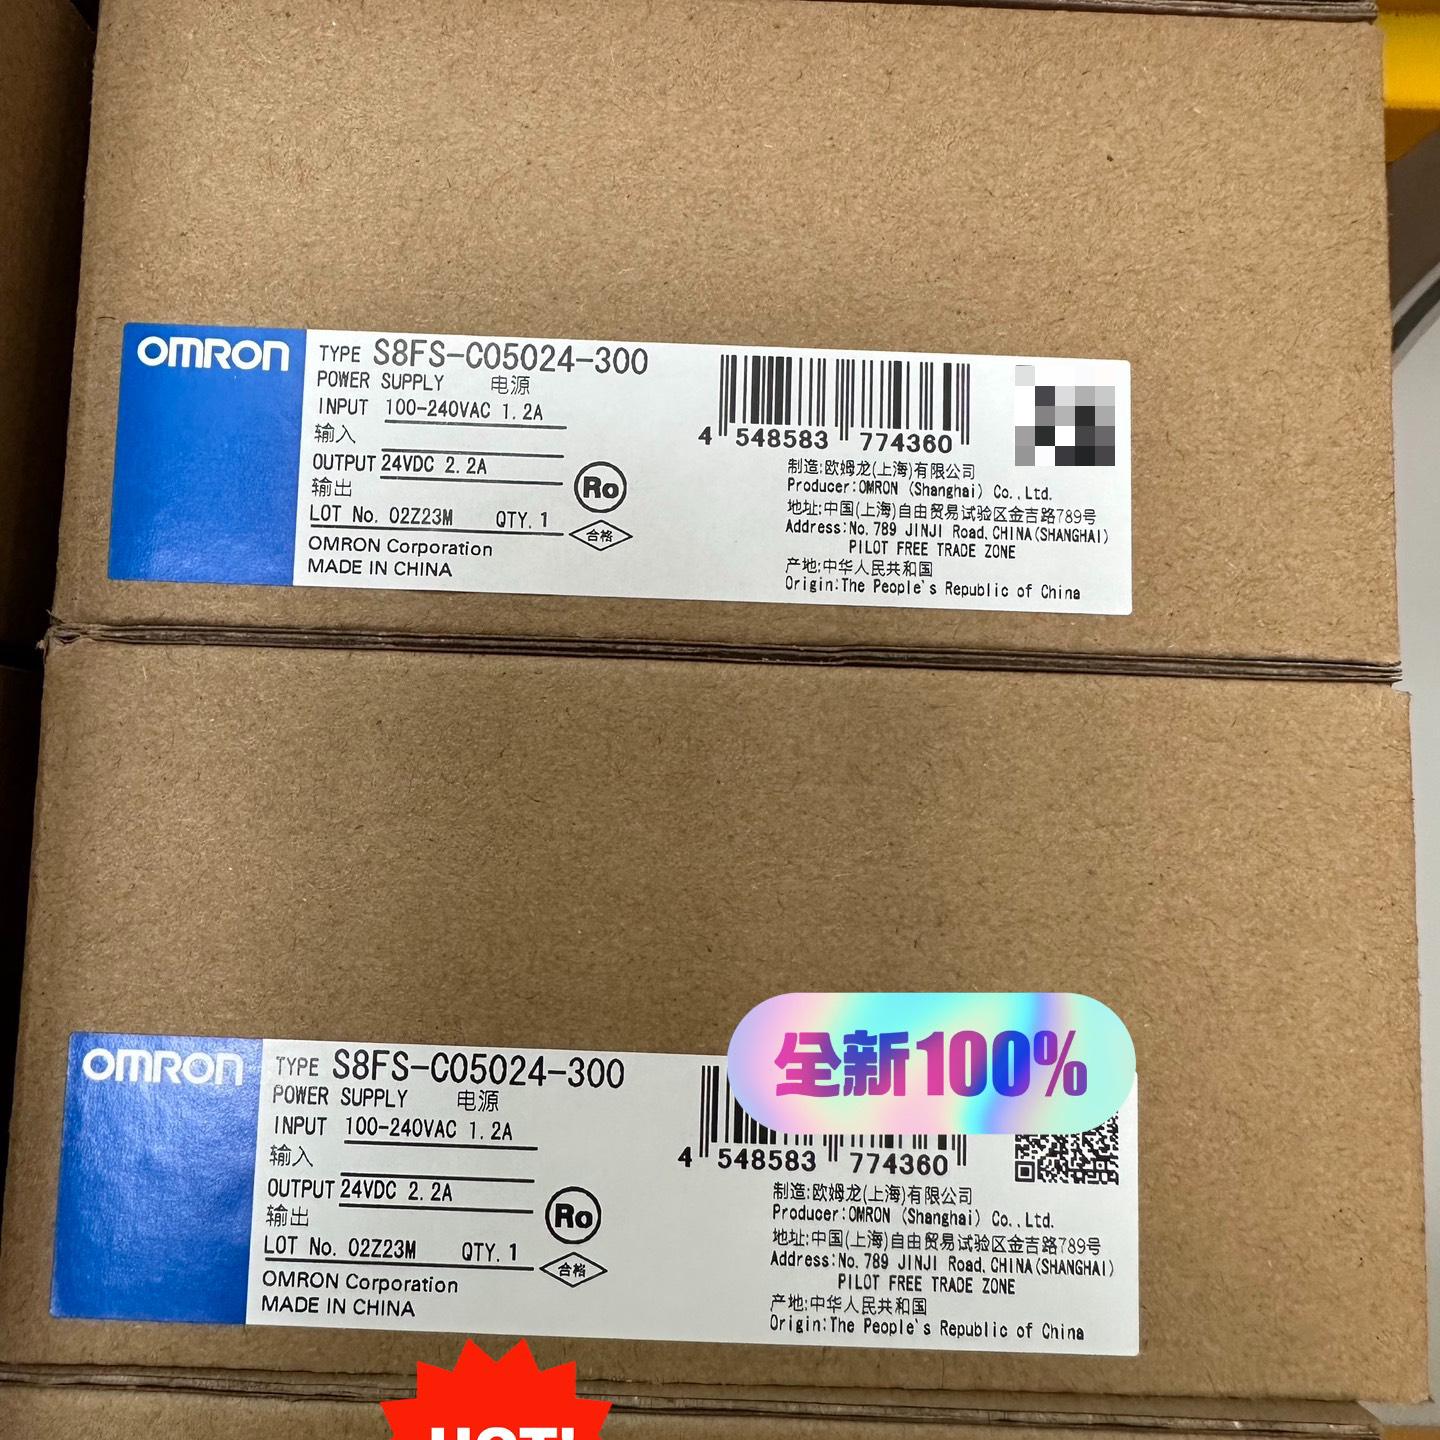 OMRON
TYPE S8FS-C05024-300
POWER SUPPLY 电源
INPUT 100-240VAC 1.2A
输入
OUTPUT 24VDC 2.2A
输出
LOT No. 02Z23M QTY. 1
OMRON Corporation
MADE IN CHINA
Ro
合格
4 548583 774360
制造:欧姆龙(上海)有限公司
Producer:OMRON (Shanghai) Co.,Ltd.
地址:中国(上海)自由贸易试验区金吉路789号
Address:No. 789 JINJI Road, CHINA(SHANGHAI)
PILOT FREE TRADE ZONE
产地:中华人民共和国
Origin:The People's Republic of China
全新100%
OMRON
TYPE S8FS-C05024-300
POWER SUPPLY 电源
INPUT 100-240VAC 1.2A
输入
OUTPUT 24VDC 2.2A
输出
LOT No. 02Z23M QTY. 1
OMRON Corporation
MADE IN CHINA
Ro
合格
4 548583 774360
制造:欧姆龙(上海)有限公司
Producer:OMRON (Shanghai) Co.,Ltd.
地址:中国(上海)自由贸易试验区金吉路789号
Address:No. 789 JINJI Road, CHINA(SHANGHAI)
PILOT FREE TRADE ZONE
产地:中华人民共和国
Origin:The People's Republic of China
HOT!